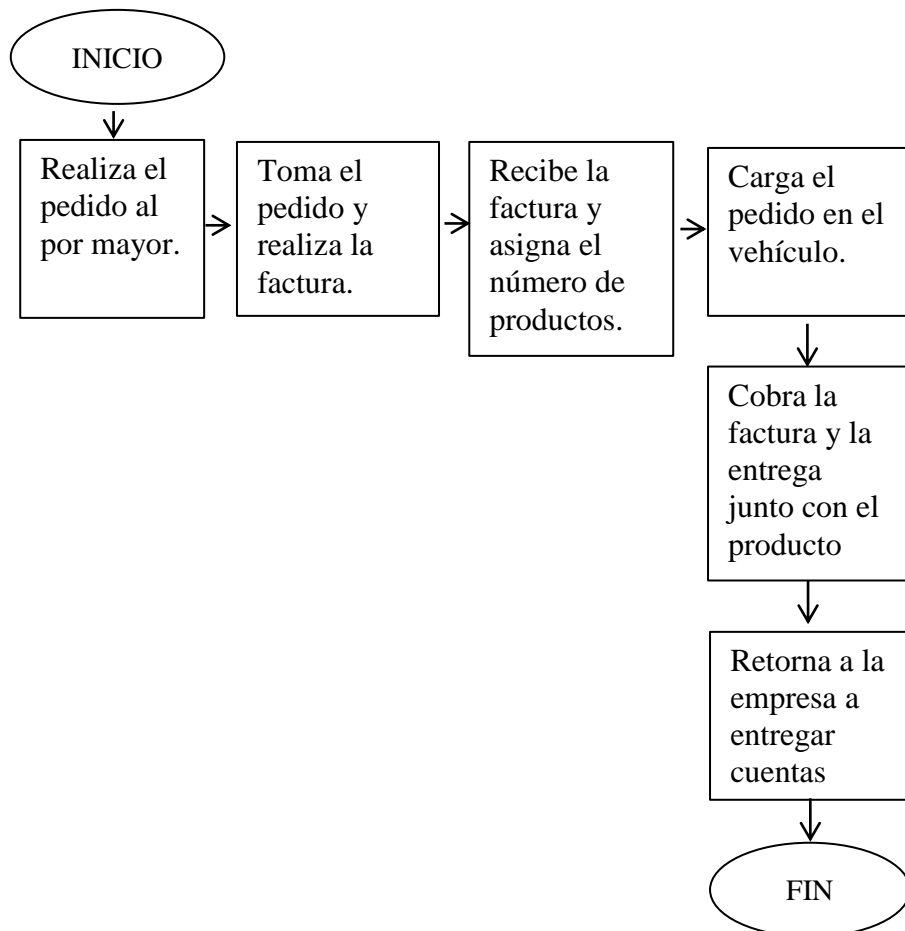 INICIO
Realiza el
pedido al
por mayor.
Toma el
pedido y
realiza la
factura.
Recibe la
factura y
asigna el
número de
productos.
Carga el
pedido en el
vehículo.
Cobra la
factura y la
entrega
junto con el
producto
Retorna a la
empresa a
entregar
cuentas
FIN